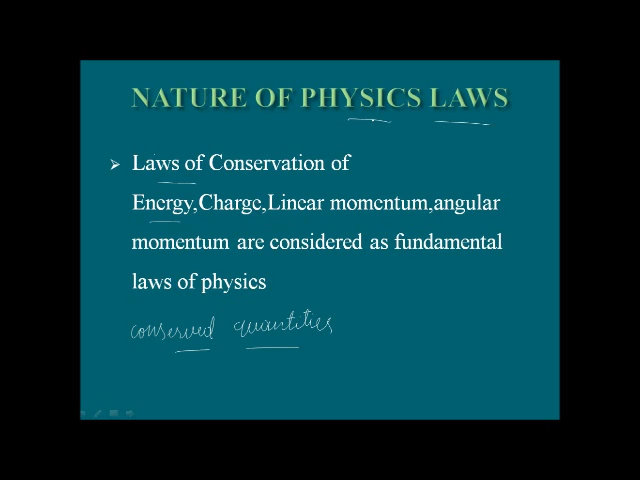 NATURE OF PHYSICS LAWS
Laws of Conservation of
Energy,Charge,Linear momentum,angular
momentum are considered as fundamental
laws of physics
conserved quantities